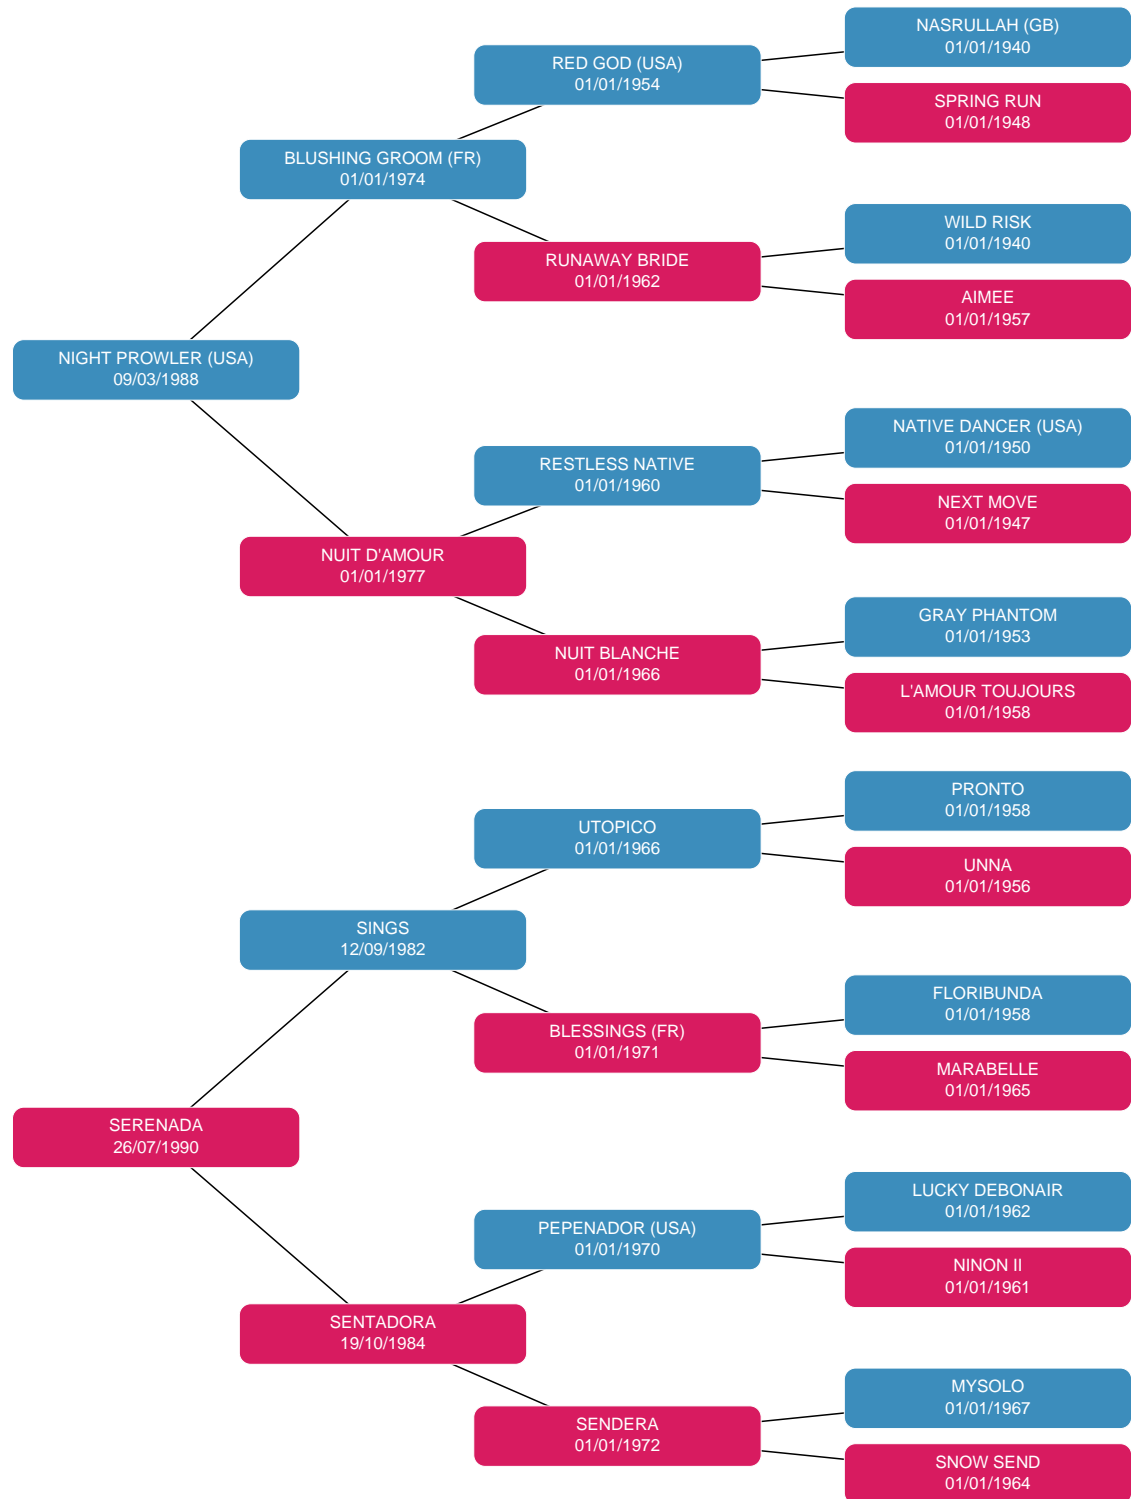 NASRULLAH (GB)
01/01/1940
RED GOD (USA)
01/01/1954
SPRING RUN
01/01/1948
BLUSHING GROOM (FR)
01/01/1974
WILD RISK
01/01/1940
RUNAWAY BRIDE
01/01/1962
AIMEE
01/01/1957
NIGHT PROWLER (USA)
09/03/1988
NATIVE DANCER (USA)
01/01/1950
RESTLESS NATIVE
01/01/1960
NEXT MOVE
01/01/1947
NUIT D'AMOUR
01/01/1977
GRAY PHANTOM
01/01/1953
NUIT BLANCHE
01/01/1966
L'AMOUR TOUJOURS
01/01/1958
PRONTO
01/01/1958
UTOPICO
01/01/1966
UNNA
01/01/1956
SINGS
12/09/1982
FLORIBUNDA
01/01/1958
BLESSINGS (FR)
01/01/1971
MARABELLE
01/01/1965
SERENADA
26/07/1990
LUCKY DEBONAIR
01/01/1962
PEPENADOR (USA)
01/01/1970
NINON II
01/01/1961
SENTADORA
19/10/1984
MYSOLO
01/01/1967
SENDERA
01/01/1972
SNOW SEND
01/01/1964